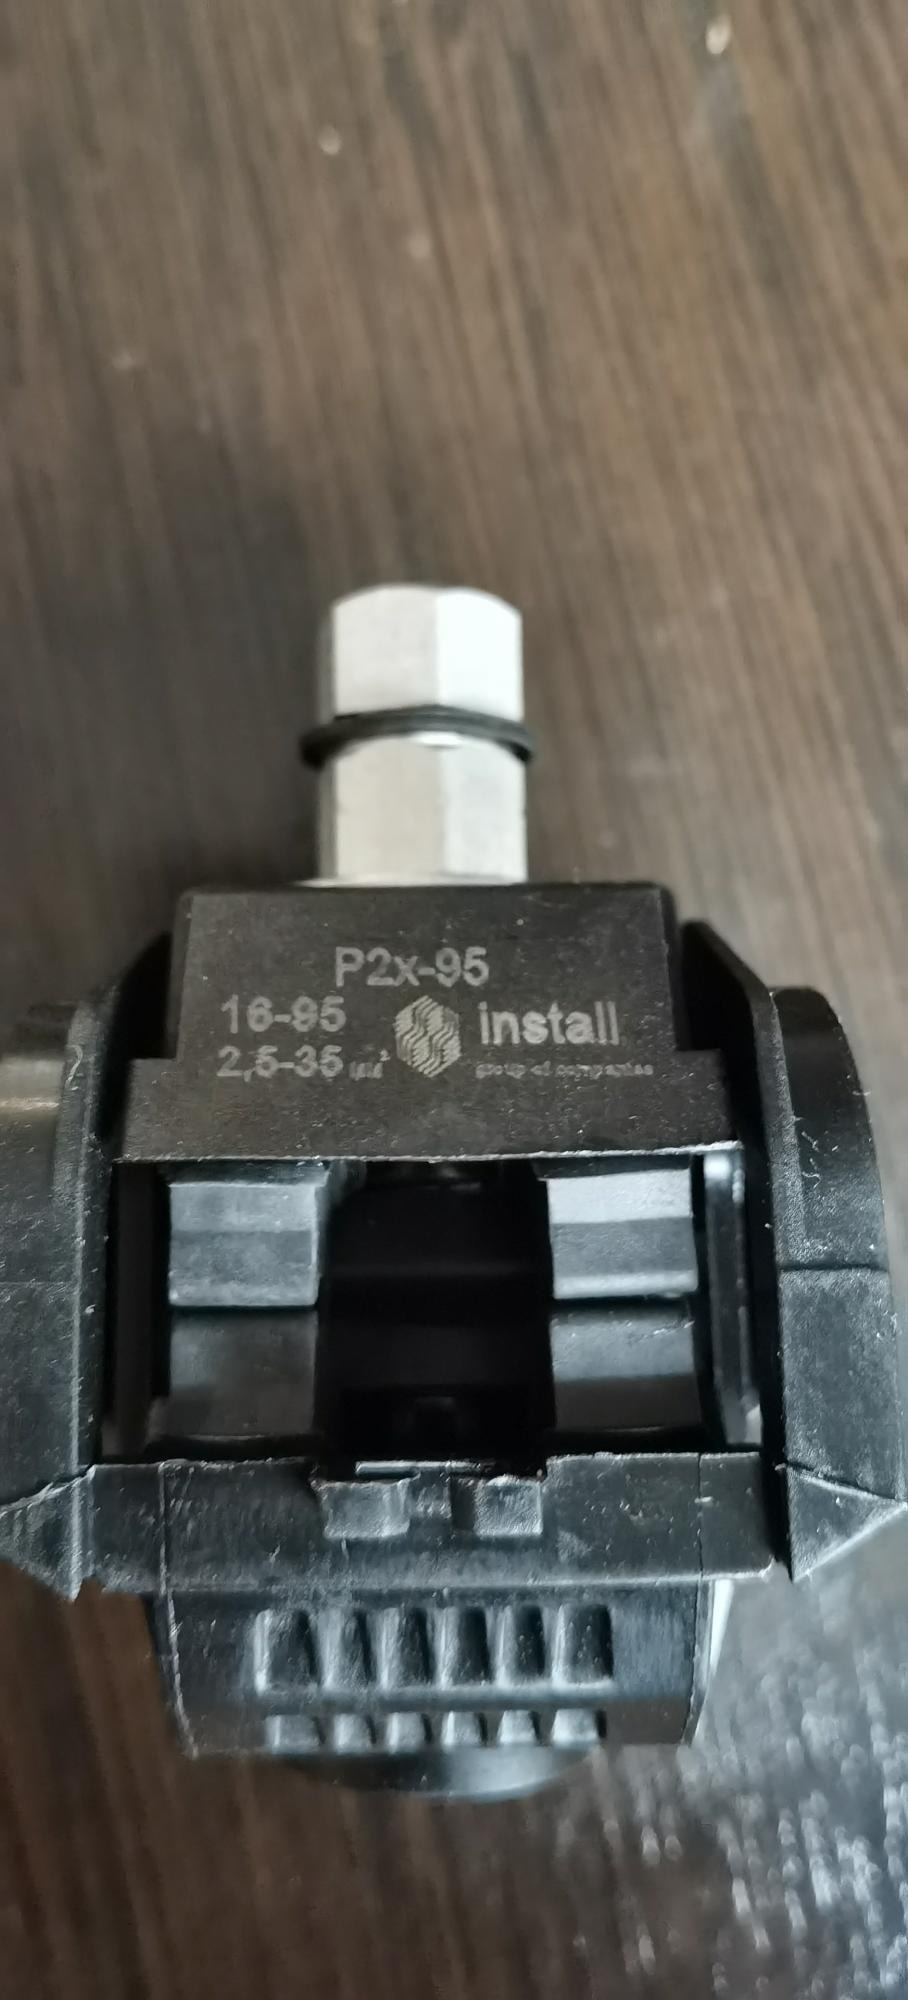 P2x-95
16-95
2,5-35 мм²
install
group of companies